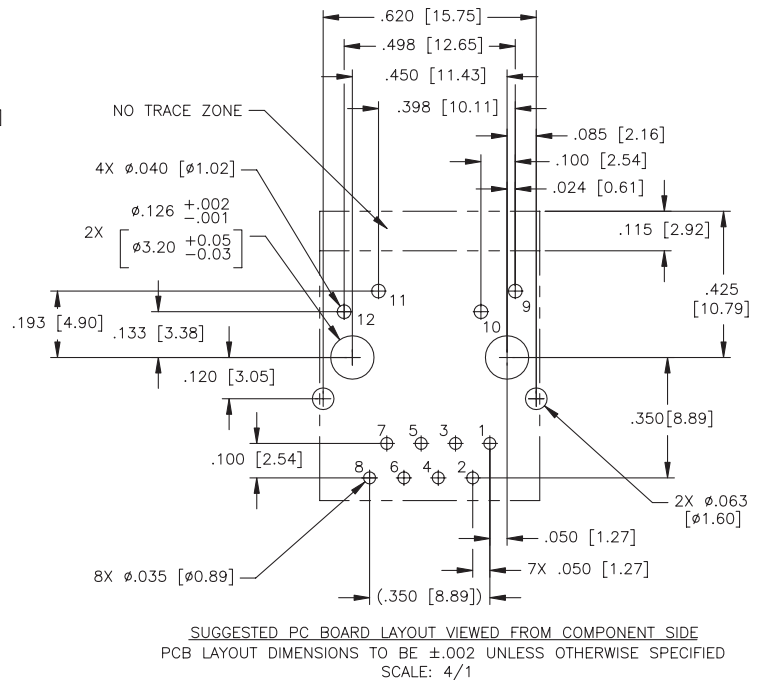 .620 [15.75]
.498 [12.65]
.450 [11.43]
.398 [10.11]
]
NO TRACE ZONE
.085 [2.16]
.100 [2.54]
.024 [0.61]
4X ø.040 [ø1.02]
ø.126 +.002 -.001
2X [ø3.20 +0.05 -0.03]
.115 [2.92]
.425
[10.79]
11
9
12
10
.193 [4.90]
.133 [3.38]
.120 [3.05]
.350[8.89]
7 5 3 1
.100 [2.54]
8 6 4 2
2X ø.063
[ø1.60]
.050 [1.27]
8X ø.035 [ø0.89]
7X .050 [1.27]
(.350 [8.89])
SUGGESTED PC BOARD LAYOUT VIEWED FROM COMPONENT SIDE
PCB LAYOUT DIMENSIONS TO BE ±.002 UNLESS OTHERWISE SPECIFIED
SCALE: 4/1